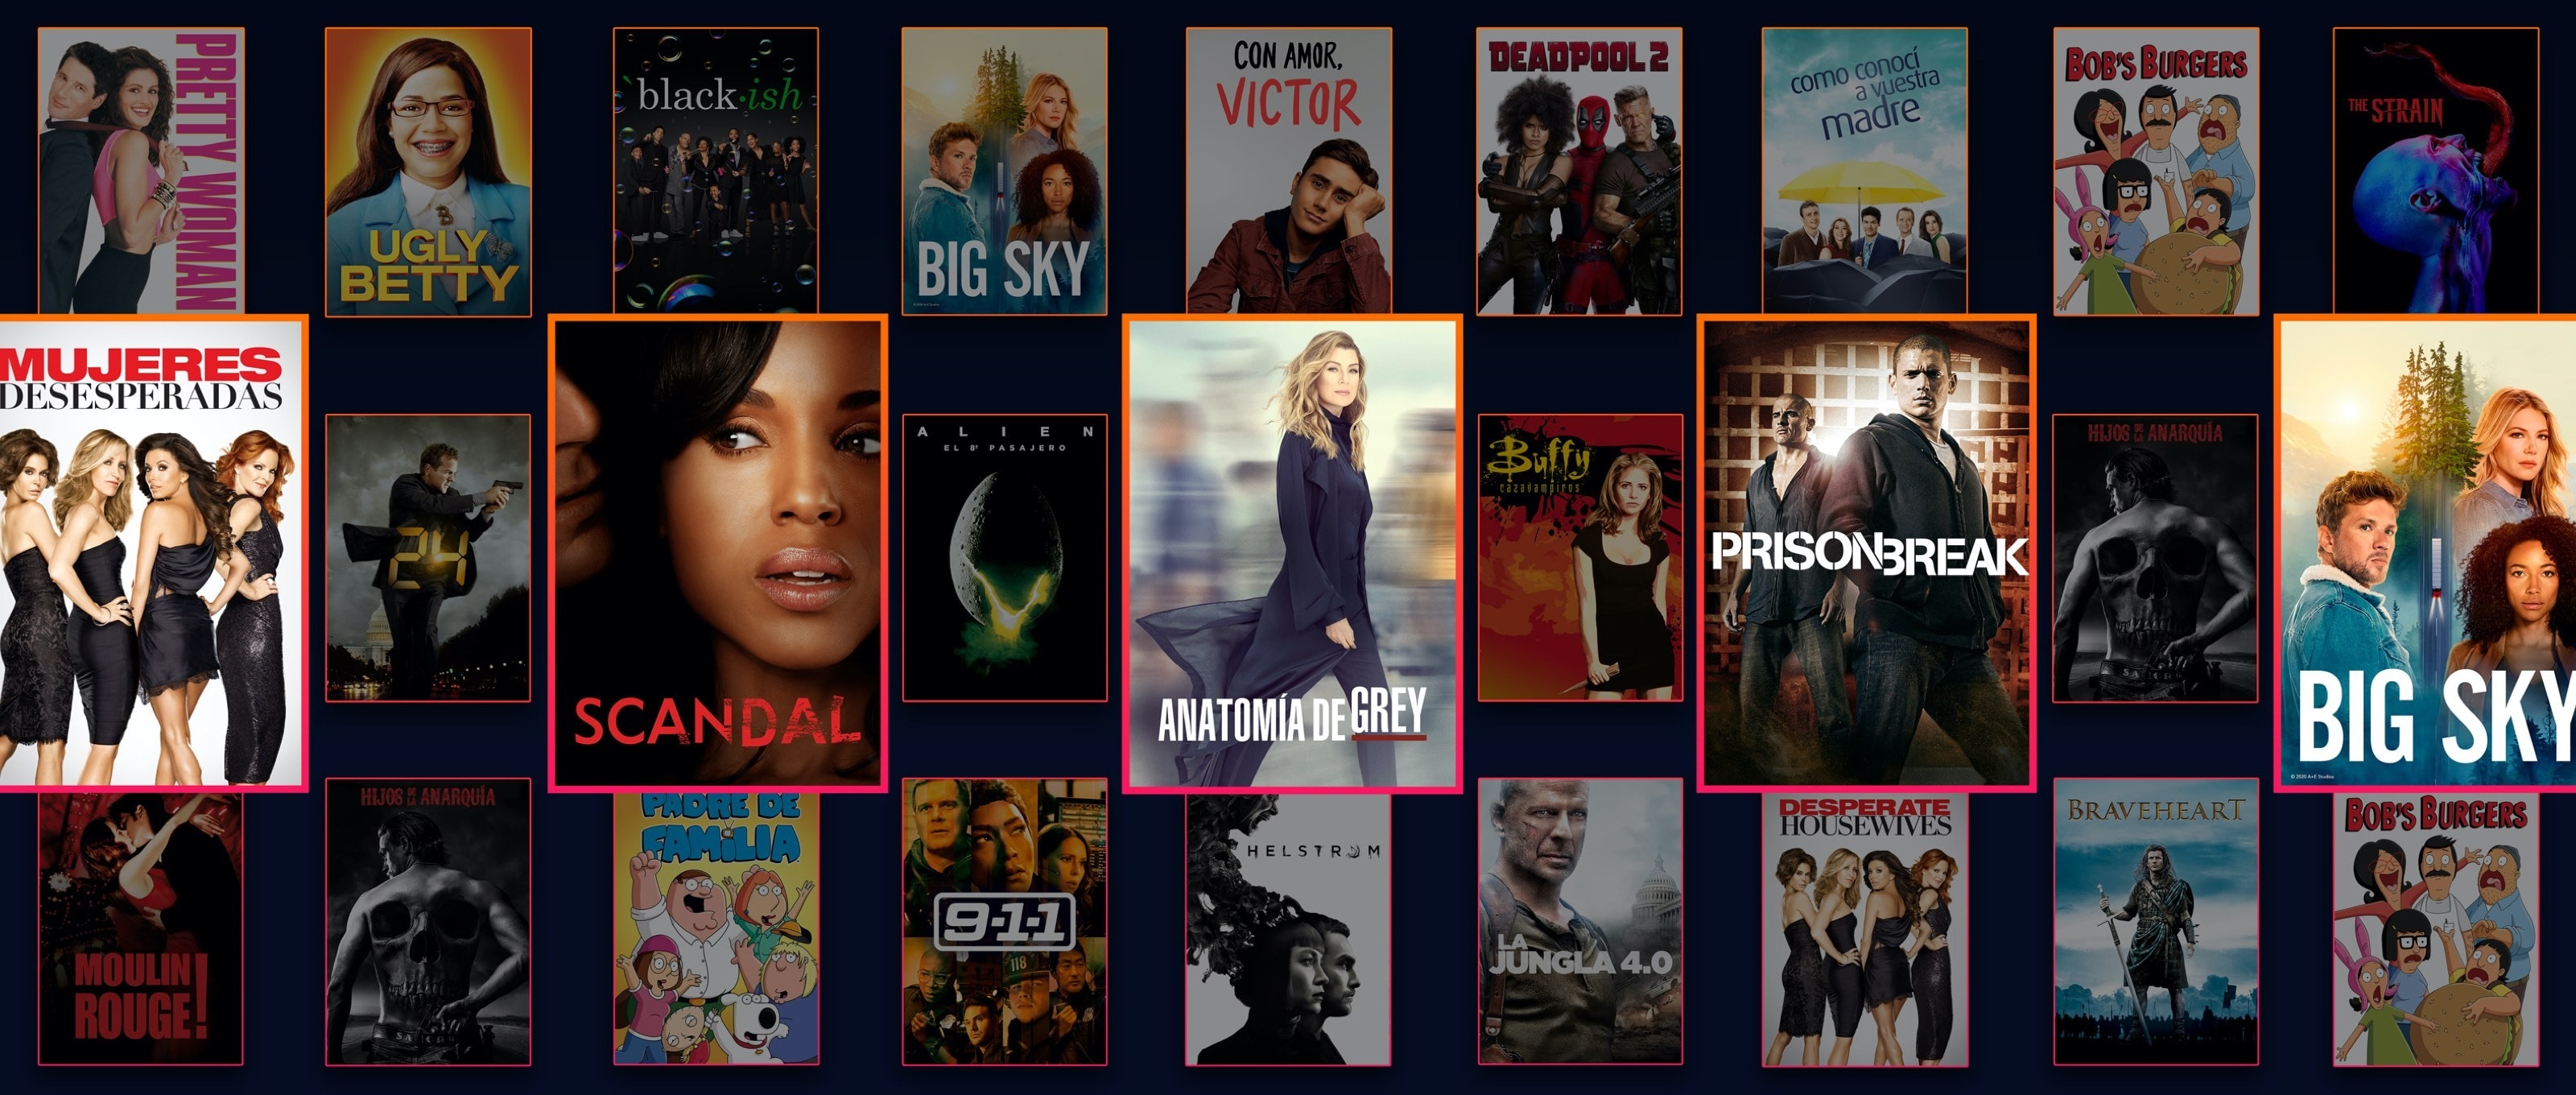 PRETTY WOMAN
UGLY
BETTY
black·ish
BIG SKY
CON AMOR,
VICTOR
DEADPOOL 2
como conocí
a vuestra
madre
BOB'S BURGERS
THE STRAIN
MUJERES
DESESPERADAS
24
SCANDAL
ALIEN
EL 8º PASAJERO
ANATOMÍA DE GREY
Buffy
cazavampiros
PRISON BREAK
HIJOS DE LA ANARQUÍA
BIG SKY
© 2020 A+E Studios
MOULIN
ROUGE!
HIJOS DE LA ANARQUÍA
PADRE DE
FAMILIA
9-1-1
118
HELSTROM
LA
JUNGLA 4.0
DESPERATE
HOUSEWIVES
BRAVEHEART
BOB'S BURGERS